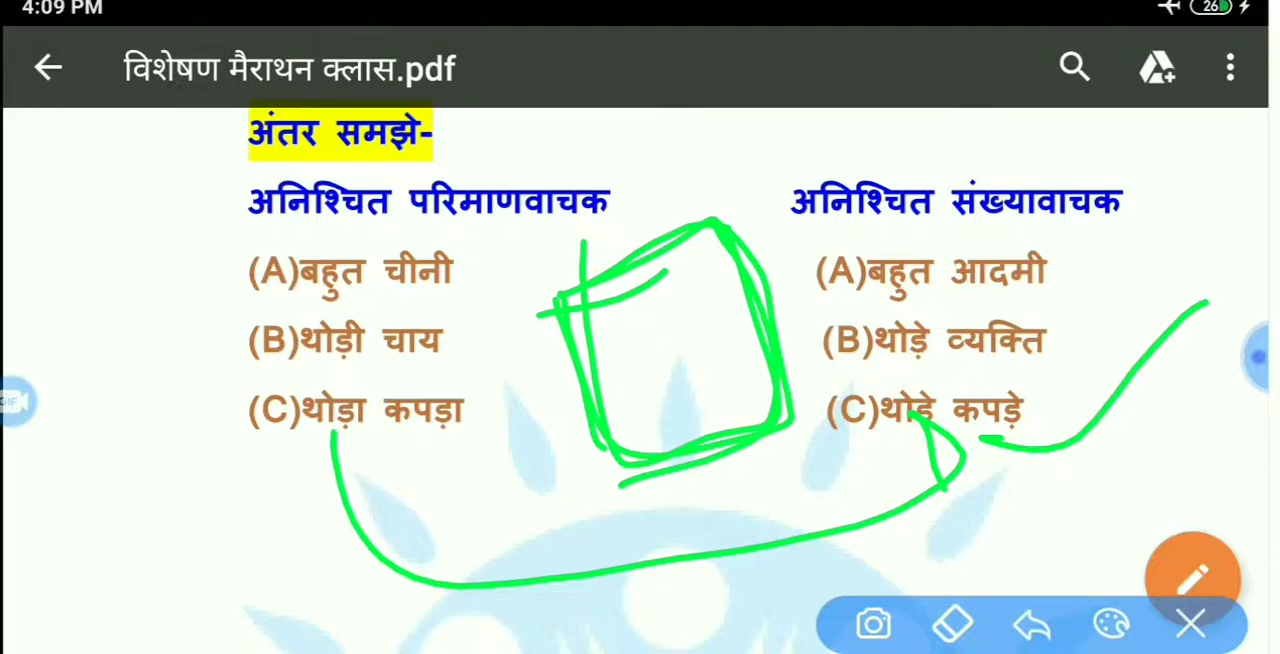 4:09 PM
26
विशेषण मैराथन क्लास.pdf
अंतर समझे-
अनिश्चित परिमाणवाचक अनिश्चित संख्यावाचक
(A)बहुत चीनी (A)बहुत आदमी
(B)थोड़ी चाय (B)थोड़े व्यक्ति
(C)थोड़ा कपड़ा (C)थोड़े कपड़े
GIF